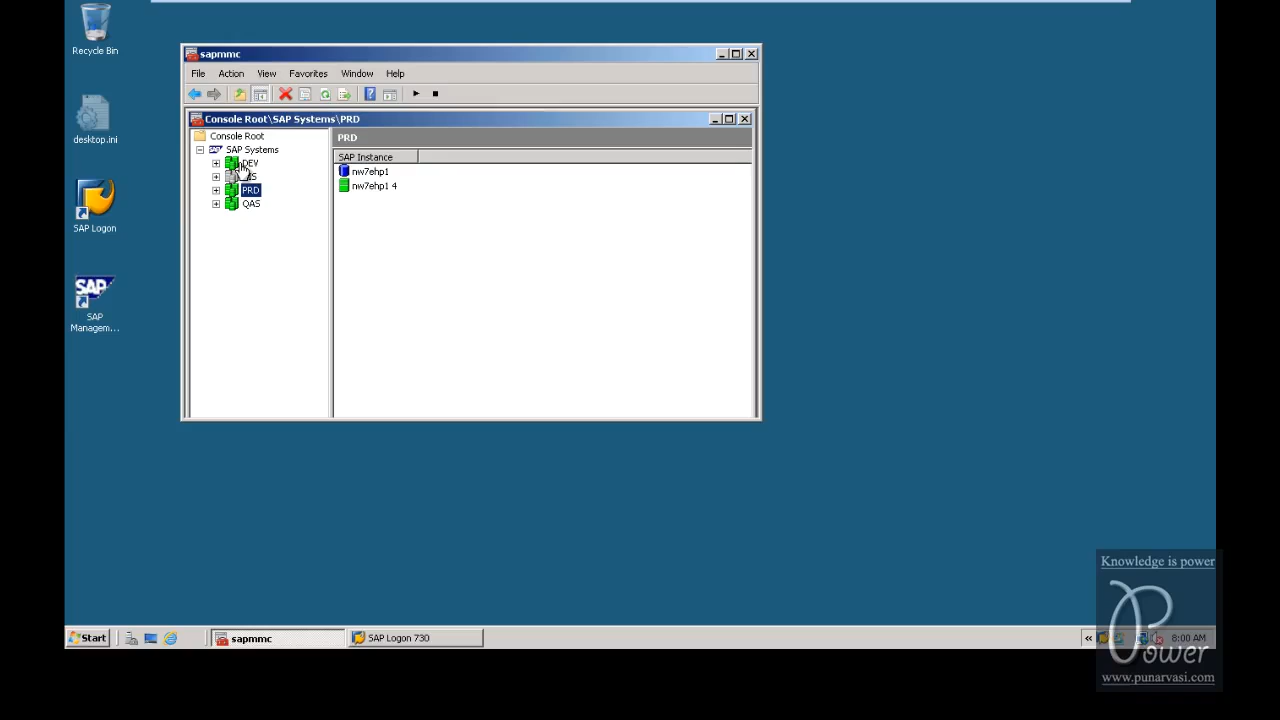 Recycle Bin
desktop.ini
SAP Logon
SAP
Managem...
sapmmc
File Action View Favorites Window Help
Console Root\SAP Systems\PRD
Console Root
SAP Systems
DEV
PRD
QAS
PRD
SAP Instance
nw7ehp1
nw7ehp1 4
Knowledge is power
Power
www.punarvasi.com
Start
sapmmc
SAP Logon 730
8:00 AM